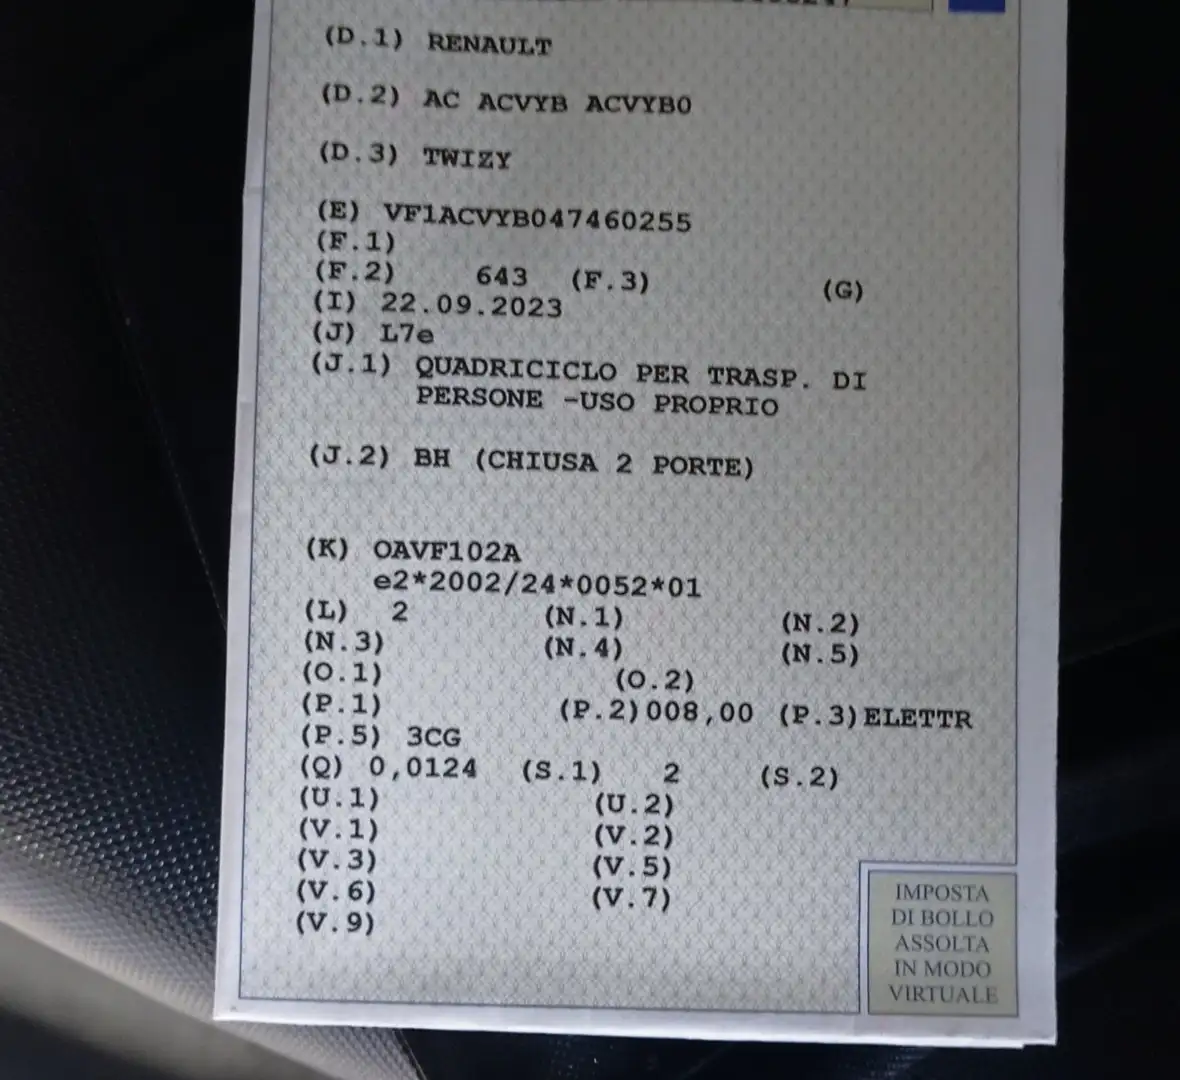 (D.1) RENAULT
(D.2) AC ACVYB ACVYB0
(D.3) TWIZY
(E) VF1ACVYB047460255
(F.1)
(F.2) 643 (F.3) (G)
(I) 22.09.2023
(J) L7e
(J.1) QUADRICICLO PER TRASP. DI
PERSONE -USO PROPRIO
(J.2) BH (CHIUSA 2 PORTE)
(K) OAVF102A
e2*2002/24*0052*01
(L) 2 (N.1) (N.2)
(N.3) (N.4) (N.5)
(O.1) (O.2)
(P.1) (P.2)008,00 (P.3)ELETTR
(P.5) 3CG
(Q) 0,0124 (S.1) 2 (S.2)
(U.1) (U.2)
(V.1) (V.2)
(V.3) (V.5)
(V.6) (V.7)
(V.9)
IMPOSTA
DI BOLLO
ASSOLTA
IN MODO
VIRTUALE